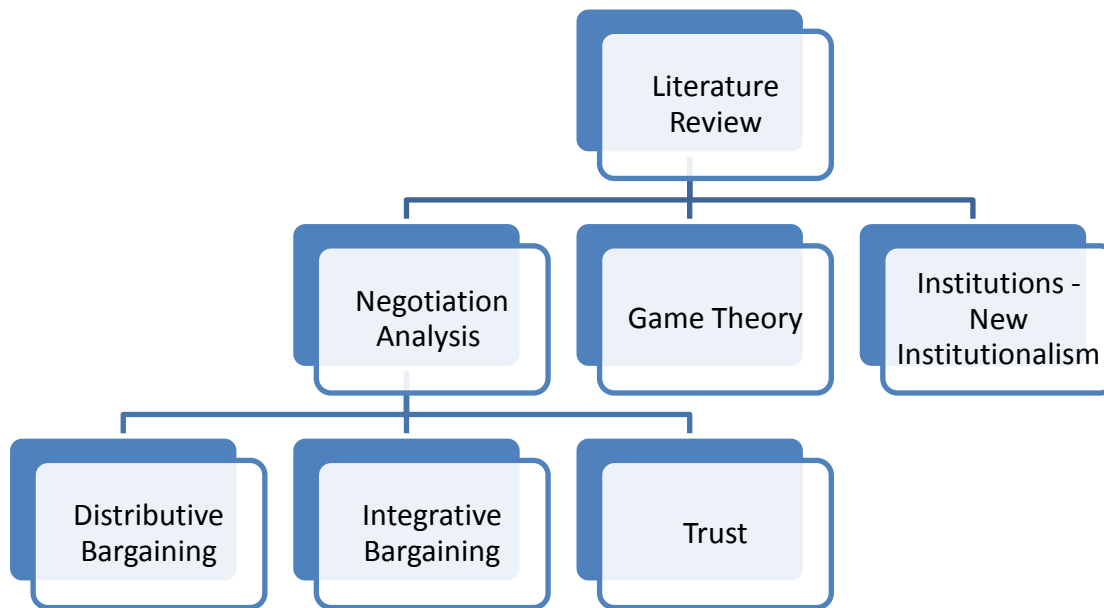 Literature
Review
Negotiation
Analysis
Game Theory
Institutions -
New
Institutionalism
Distributive
Bargaining
Integrative
Bargaining
Trust